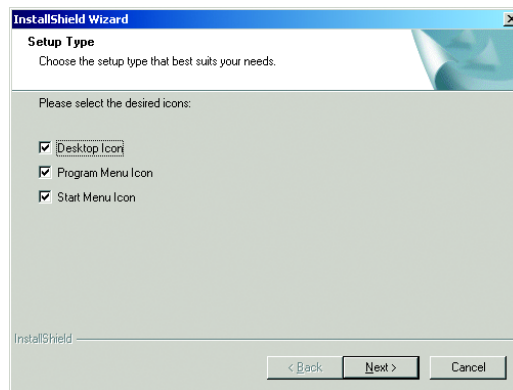 InstallShield Wizard
Setup Type
Choose the setup type that best suits your needs.
Please select the desired icons:
Desktop Icon
Program Menu Icon
Start Menu Icon
InstallShield
< Back
Next >
Cancel